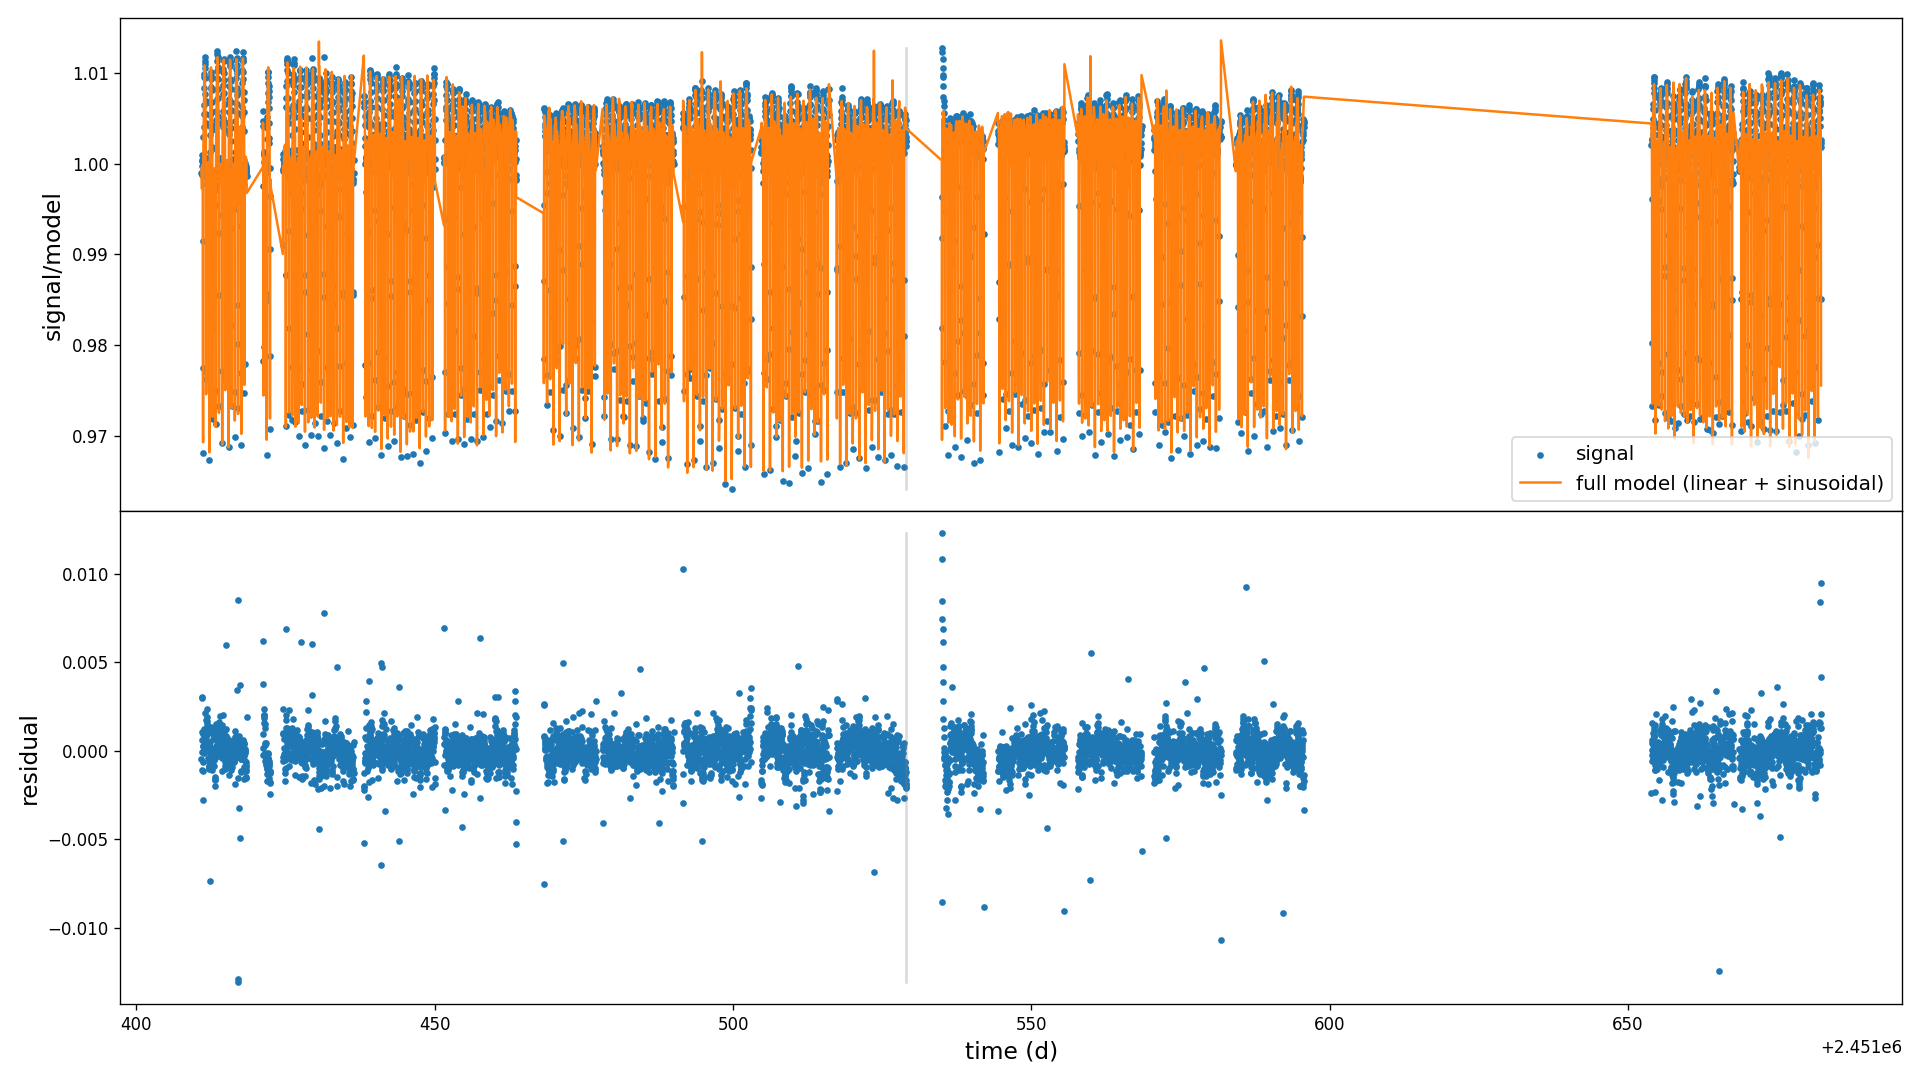 1.01
1.00
0.99
0.98
0.97
signal/model
signal
full model (linear + sinusoidal)
0.010
0.005
0.000
−0.005
−0.010
residual
400
450
500
550
600
650
time (d)
+2.451e6